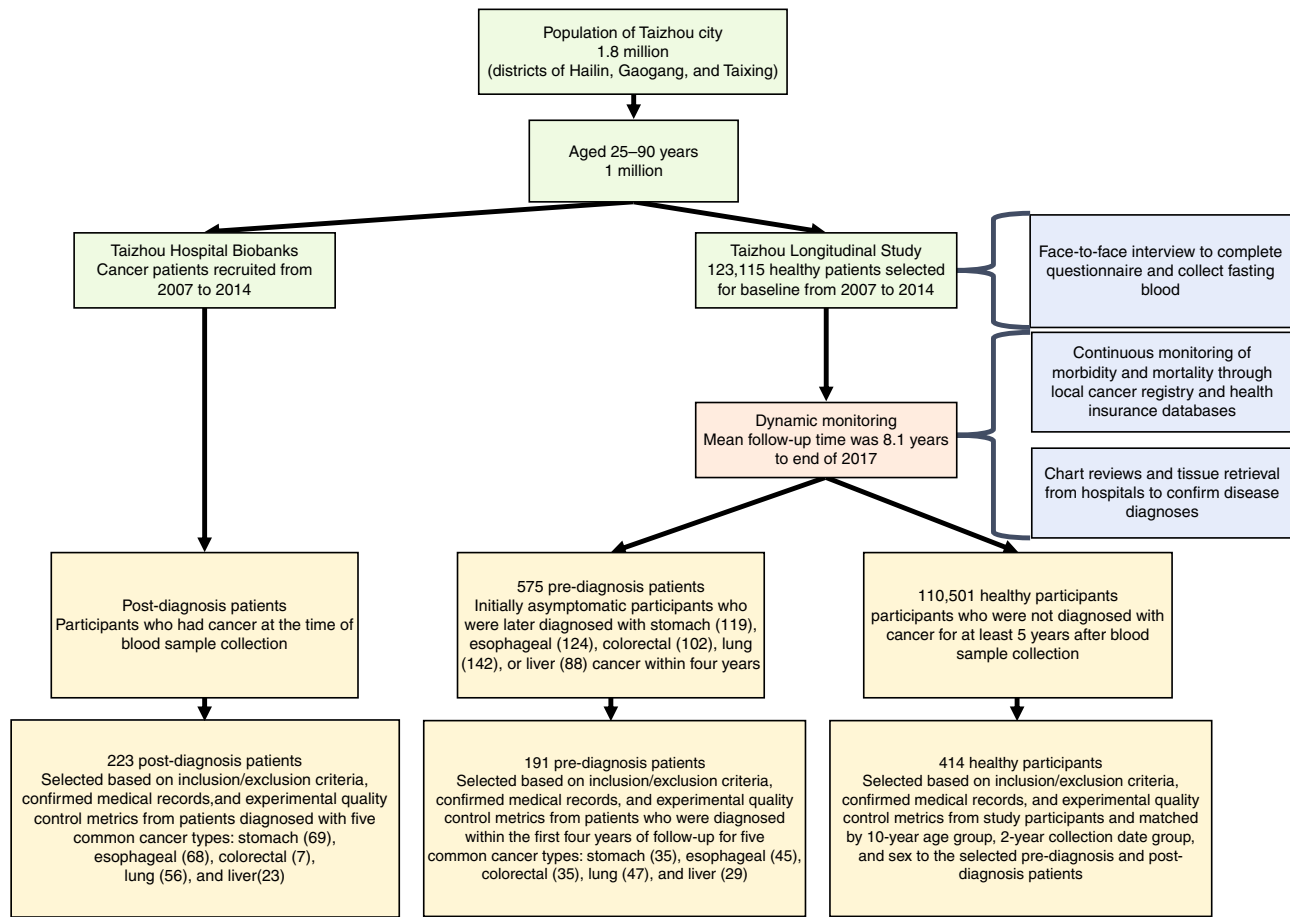 Population of Taizhou city
1.8 million
(districts of Hailin, Gaogang, and Taixing)
Aged 25–90 years
1 million
Taizhou Hospital Biobanks
Cancer patients recruited from
2007 to 2014
Taizhou Longitudinal Study
123,115 healthy patients selected
for baseline from 2007 to 2014
Face-to-face interview to complete
questionnaire and collect fasting
blood
Continuous monitoring of
morbidity and mortality through
local cancer registry and health
insurance databases
Dynamic monitoring
Mean follow-up time was 8.1 years
to end of 2017
Chart reviews and tissue retrieval
from hospitals to confirm disease
diagnoses
Post-diagnosis patients
Participants who had cancer at the time of
blood sample collection
575 pre-diagnosis patients
Initially asymptomatic participants who
were later diagnosed with stomach (119),
esophageal (124), colorectal (102), lung
(142), or liver (88) cancer within four years
110,501 healthy participants
participants who were not diagnosed with
cancer for at least 5 years after blood
sample collection
223 post-diagnosis patients
Selected based on inclusion/exclusion criteria,
confirmed medical records,and experimental quality
control metrics from patients diagnosed with five
common cancer types: stomach (69),
esophageal (68), colorectal (7),
lung (56), and liver(23)
191 pre-diagnosis patients
Selected based on inclusion/exclusion criteria,
confirmed medical records, and experimental quality
control metrics from patients who were diagnosed
within the first four years of follow-up for five
common cancer types: stomach (35), esophageal (45),
colorectal (35), lung (47), and liver (29)
414 healthy participants
Selected based on inclusion/exclusion criteria,
confirmed medical records, and experimental quality
control metrics from study participants and matched
by 10-year age group, 2-year collection date group,
and sex to the selected pre-diagnosis and post-
diagnosis patients